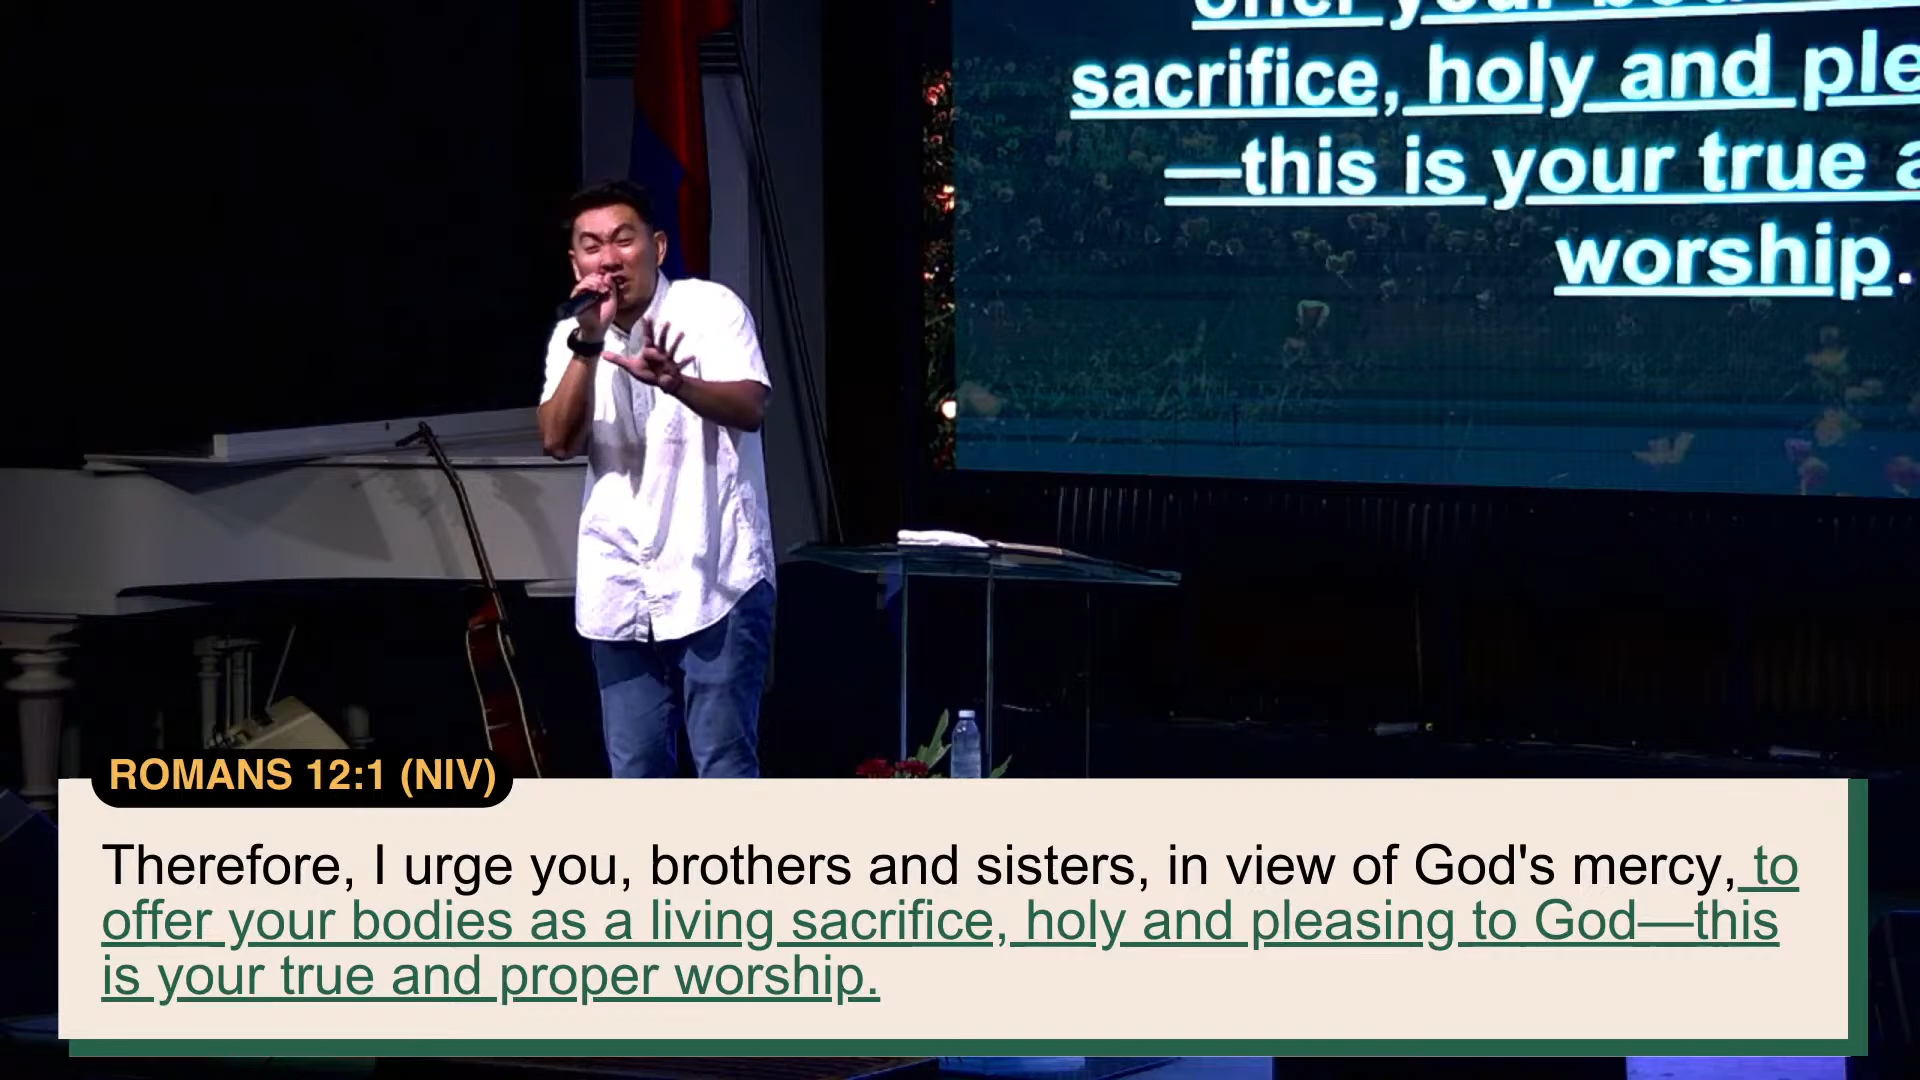 offer your
sacrifice, holy and
—this is your true
worship.
ROMANS 12:1 (NIV)
Therefore, I urge you, brothers and sisters, in view of God's mercy, to
offer your bodies as a living sacrifice, holy and pleasing to God—this
is your true and proper worship.